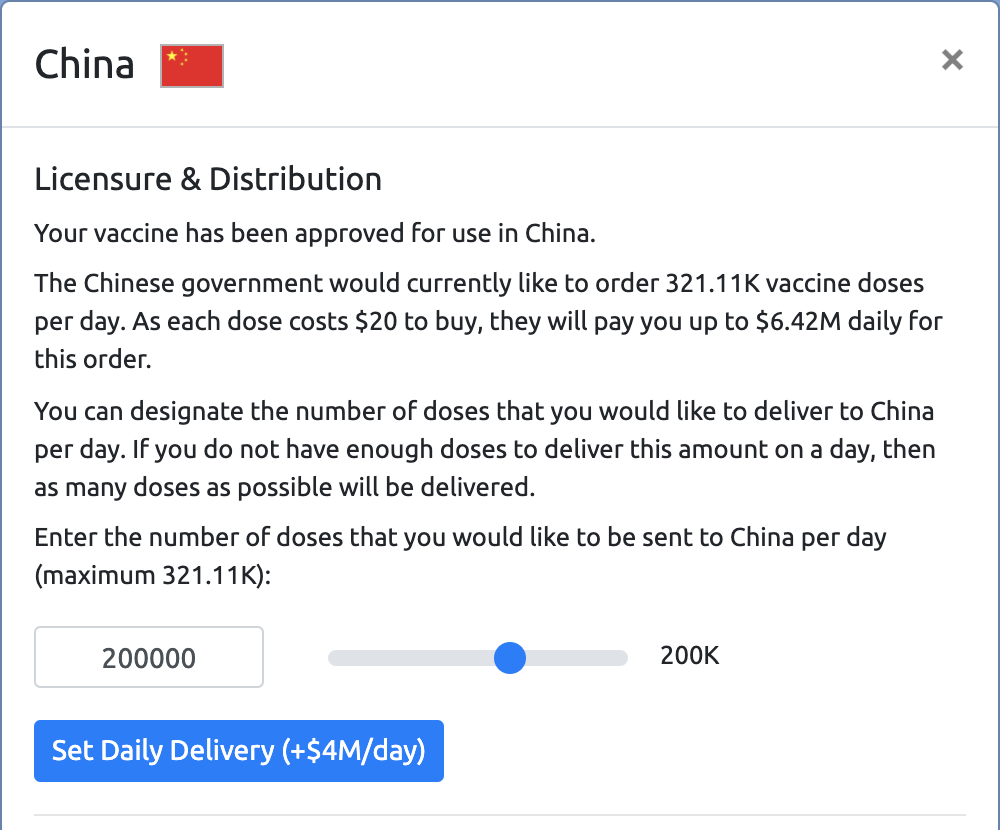 China
×
Licensure & Distribution
Your vaccine has been approved for use in China.
The Chinese government would currently like to order 321.11K vaccine doses
per day. As each dose costs $20 to buy, they will pay you up to $6.42M daily for
this order.
You can designate the number of doses that you would like to deliver to China
per day. If you do not have enough doses to deliver this amount on a day, then
as many doses as possible will be delivered.
Enter the number of doses that you would like to be sent to China per day
(maximum 321.11K):
200000
200K
Set Daily Delivery (+$4M/day)